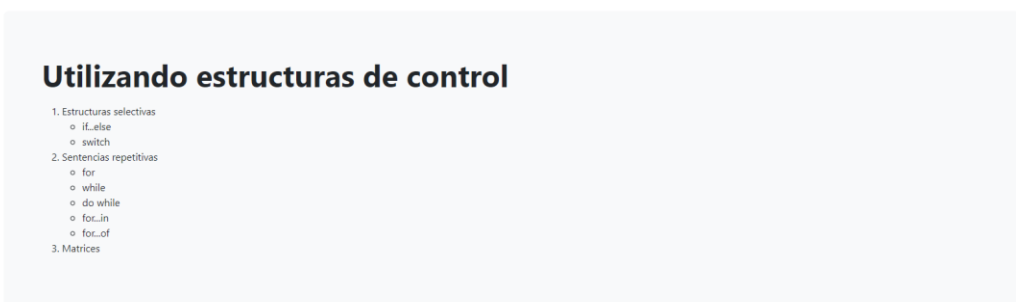 Utilizando estructuras de control
1. Estructuras selectivas
if...else
switch
2. Sentencias repetitivas
for
while
do while
for...in
for...of
3. Matrices